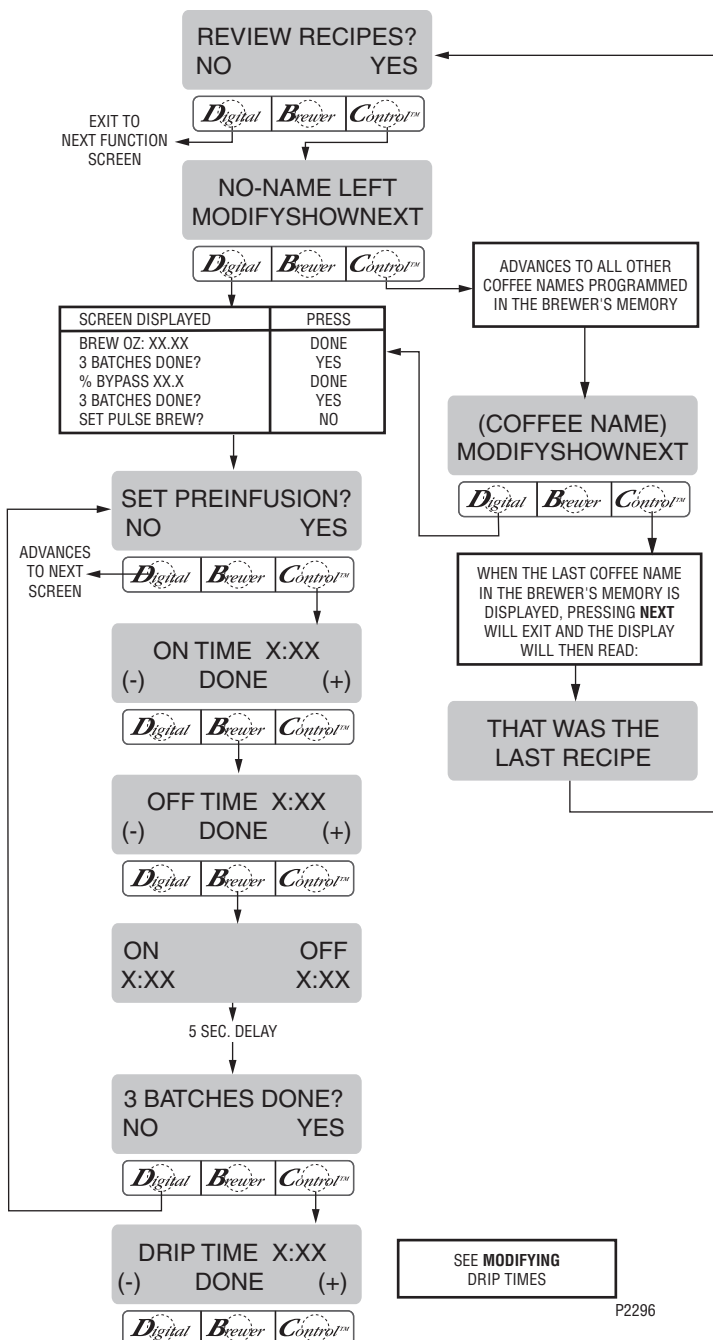 REVIEW RECIPES?
NO YES
Digital Brewer Control™
EXIT TO
NEXT FUNCTION
SCREEN
NO-NAME LEFT
MODIFYSHOWNEXT
Digital Brewer Control™
ADVANCES TO ALL OTHER
COFFEE NAMES PROGRAMMED
IN THE BREWER'S MEMORY
SCREEN DISPLAYED PRESS
BREW OZ: XX.XX DONE
3 BATCHES DONE? YES
% BYPASS XX.X DONE
3 BATCHES DONE? YES
SET PULSE BREW? NO
(COFFEE NAME)
MODIFYSHOWNEXT
Digital Brewer Control™
WHEN THE LAST COFFEE NAME
IN THE BREWER'S MEMORY IS
DISPLAYED, PRESSING NEXT
WILL EXIT AND THE DISPLAY
WILL THEN READ:
THAT WAS THE
LAST RECIPE
SET PREINFUSION?
NO YES
ADVANCES
TO NEXT
SCREEN
Digital Brewer Control™
ON TIME X:XX
(-) DONE (+)
Digital Brewer Control™
OFF TIME X:XX
(-) DONE (+)
Digital Brewer Control™
ON OFF
X:XX X:XX
5 SEC. DELAY
3 BATCHES DONE?
NO YES
Digital Brewer Control™
DRIP TIME X:XX
(-) DONE (+)
Digital Brewer Control™
SEE MODIFYING
DRIP TIMES
P2296